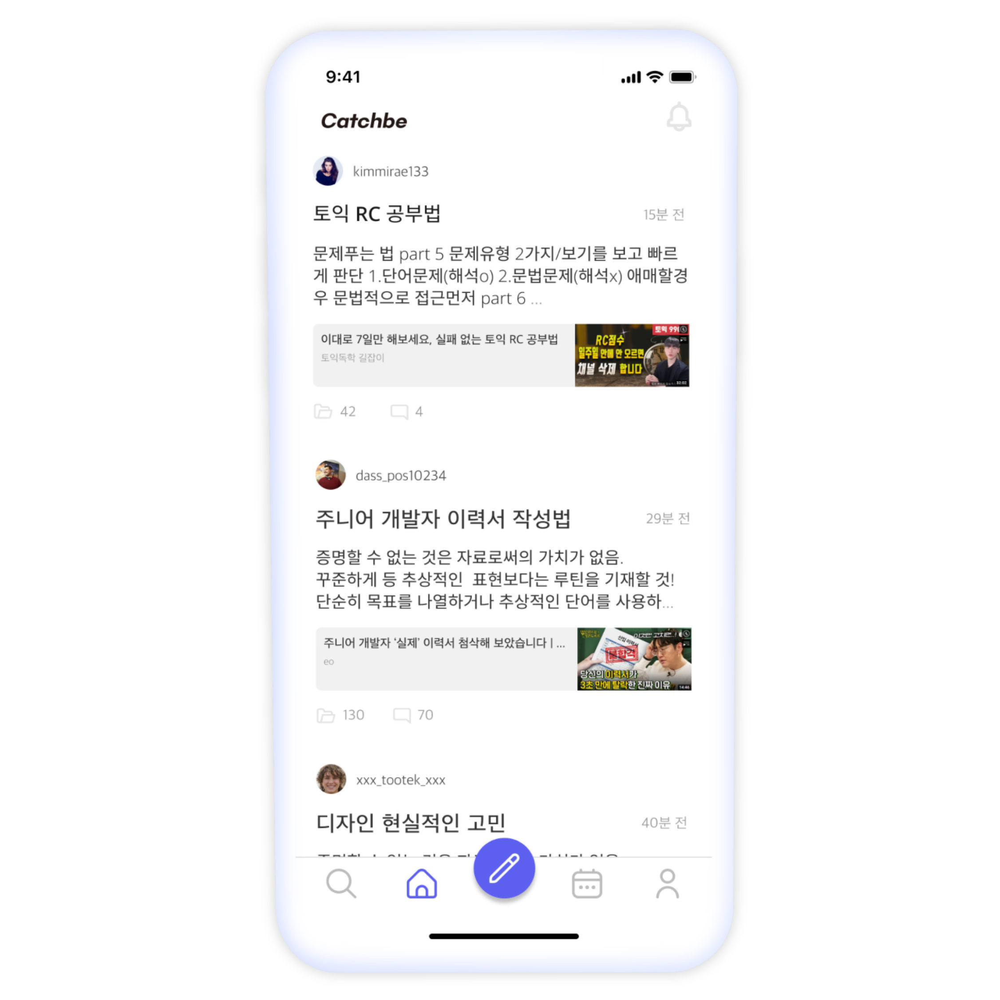 9:41
Catchbe
kimmirae133
토익 RC 공부법
15분 전
문제푸는 법 part 5 문제유형 2가지/보기를 보고 빠르
게 판단 1.단어문제(해석o) 2.문법문제(해석x) 애매할경
우 문법적으로 접근먼저 part 6 ...
이대로 7일만 해보세요, 실패 없는 토익 RC 공부법
토익독학 길잡이
토익 990
RC점수
일주일 안에 안 오르면
채널 삭제 합니다
32:02
42
4
dass_pos10234
주니어 개발자 이력서 작성법
29분 전
증명할 수 없는 것은 자료로써의 가치가 없음.
꾸준하게 등 추상적인 표현보다는 루틴을 기재할 것!
단순히 목표를 나열하거나 추상적인 단어를 사용하...
주니어 개발자 ‘실제’ 이력서 첨삭해 보았습니다 | ...
eo
불합격
당신의 이력서가
3초 만에 탈락한 진짜 이유
14:46
130
70
xxx_tootek_xxx
디자인 현실적인 고민
40분 전